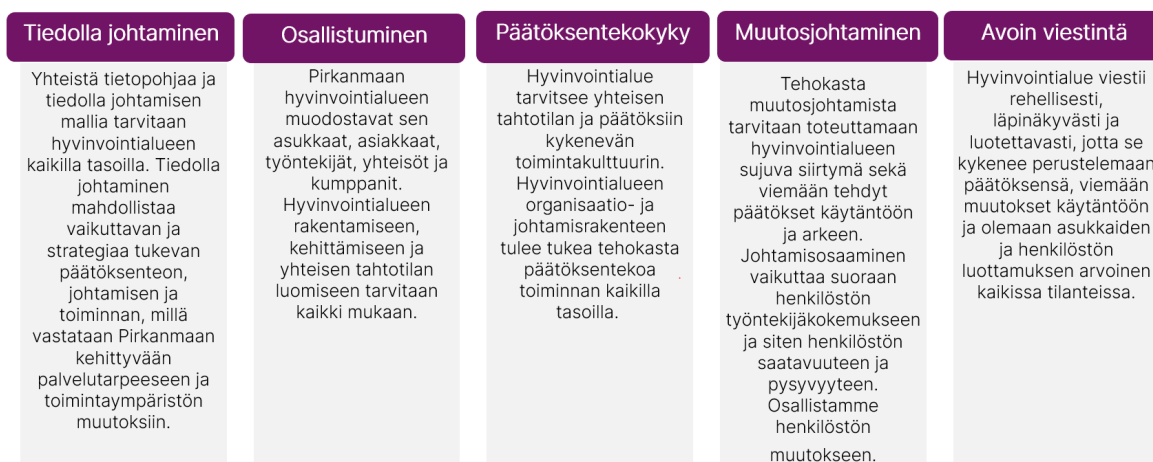 Tiedolla johtaminen
Yhteistä tietopohjaa ja
tiedolla johtamisen
mallia tarvitaan
hyvinvointialueen
kaikilla tasoilla. Tiedolla
johtaminen
mahdollistaa
vaikuttavan ja
strategiaa tukevan
päätöksenteon,
johtamisen ja
toiminnan, millä
vastataan Pirkanmaan
kehittyvään
palvelutarpeeseen ja
toimintaympäristön
muutoksiin.
Osallistuminen
Pirkanmaan
hyvinvointialueen
muodostavat sen
asukkaat, asiakkaat,
työntekijät, yhteisöt ja
kumppanit.
Hyvinvointialueen
rakentamiseen,
kehittämiseen ja
yhteisen tahtotilan
luomiseen tarvitaan
kaikki mukaan.
Päätöksentekokyky
Hyvinvointialue
tarvitsee yhteisen
tahtotilan ja päätöksiin
kykenevän
toimintakulttuurin.
Hyvinvointialueen
organisaatio- ja
johtamisrakenteen
tulee tukea tehokasta
päätöksentekoa
toiminnan kaikilla
tasoilla.
Muutosjohtaminen
Tehokasta
muutosjohtamista
tarvitaan toteuttamaan
hyvinvointialueen
sujuva siirtymä sekä
viemään tehdyt
päätökset käytäntöön
ja arkeen.
Johtamisosaaminen
vaikuttaa suoraan
henkilöstön
työntekijäkokemukseen
ja siten henkilöstön
saatavuuteen ja
pysyvyyteen.
Osallistamme
henkilöstön
muutokseen.
Avoin viestintä
Hyvinvointialue viestii
rehellisesti,
läpinäkyvästi ja
luotettavasti, jotta se
kykenee perustelemaan
päätöksensä, viemään
muutokset käytäntöön
ja olemaan asukkaiden
ja henkilöstön
luottamuksen arvoinen
kaikissa tilanteissa.